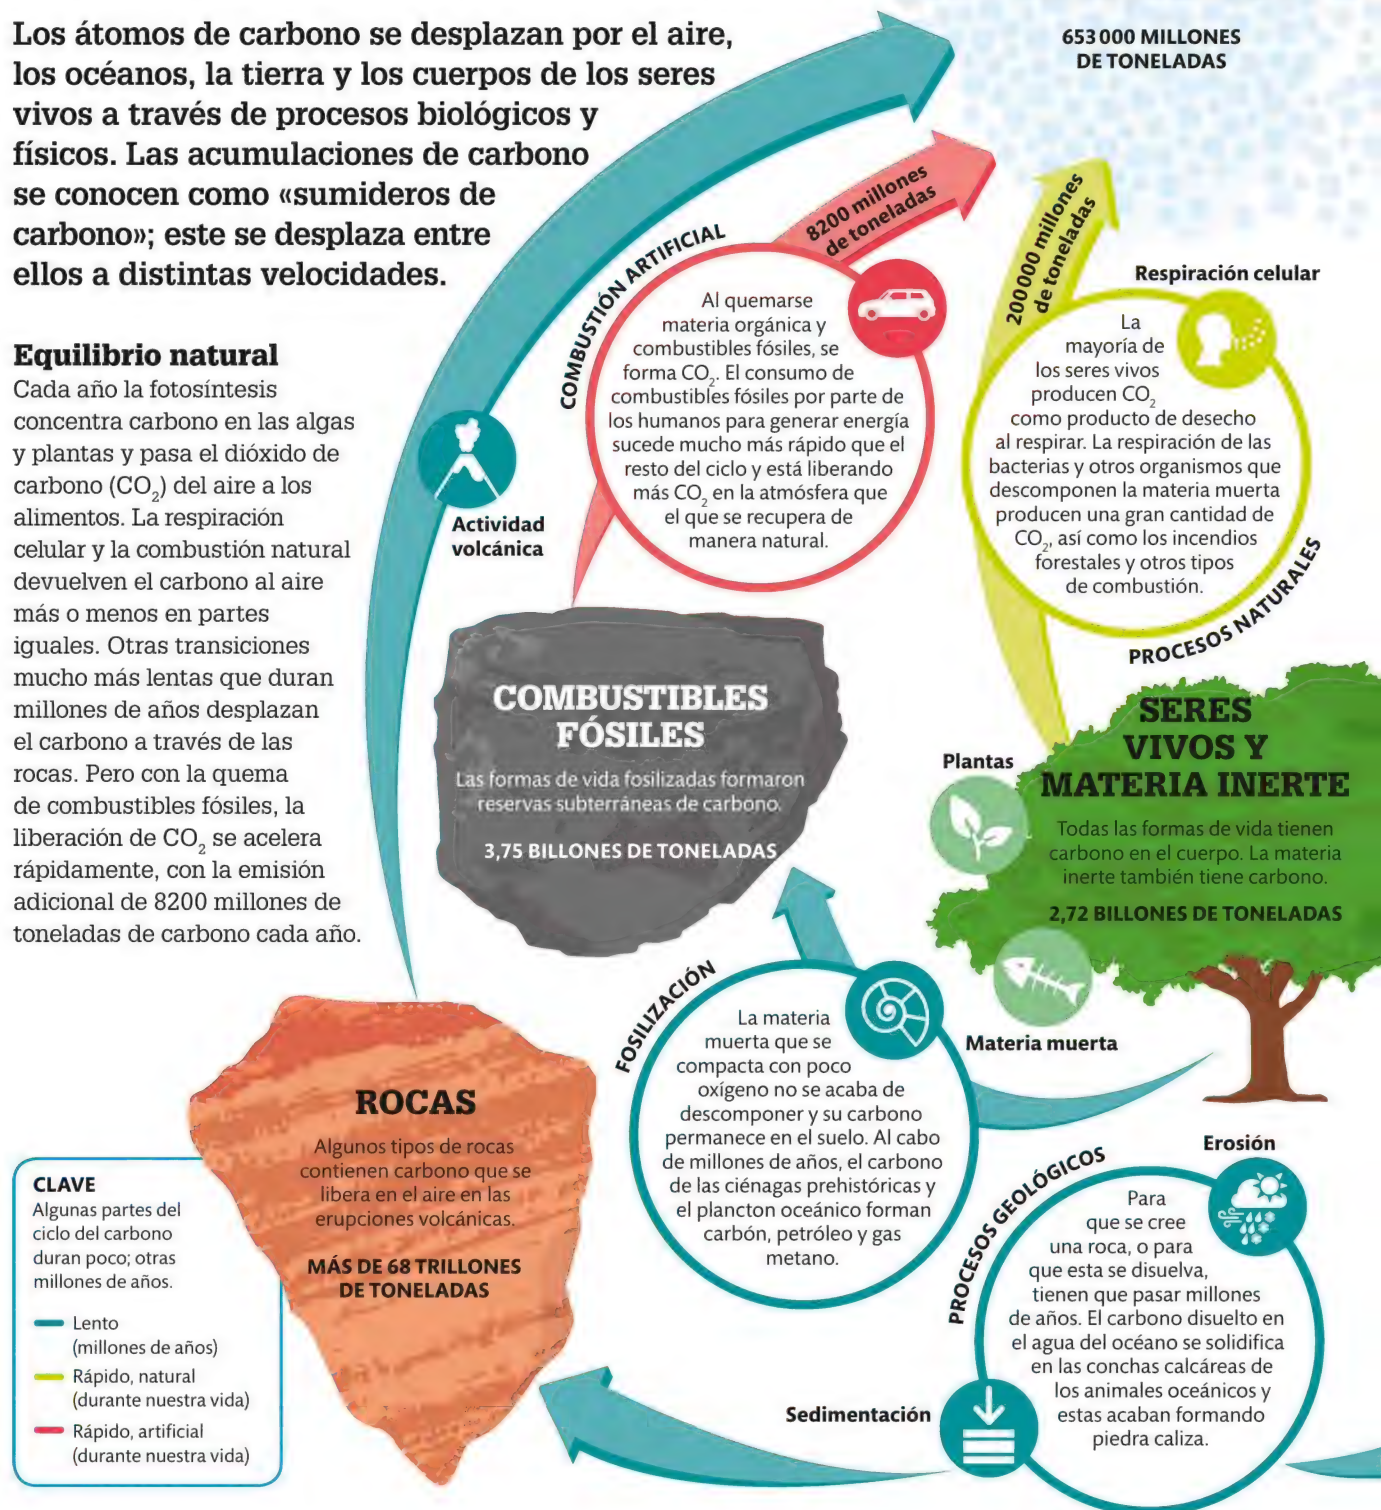 Los átomos de carbono se desplazan por el aire,
los océanos, la tierra y los cuerpos de los seres
vivos a través de procesos biológicos y
físicos. Las acumulaciones de carbono
se conocen como «sumideros de
carbono»; este se desplaza entre
ellos a distintas velocidades.
Equilibrio natural
Cada año la fotosíntesis
concentra carbono en las algas
y plantas y pasa el dióxido de
carbono (CO₂) del aire a los
alimentos. La respiración
celular y la combustión natural
devuelven el carbono al aire
más o menos en partes
iguales. Otras transiciones
mucho más lentas que duran
millones de años desplazan
el carbono a través de las
rocas. Pero con la quema
de combustibles fósiles, la
liberación de CO₂ se acelera
rápidamente, con la emisión
adicional de 8200 millones de
toneladas de carbono cada año.
653 000 MILLONES
DE TONELADAS
8200 millones
de toneladas
COMBUSTIÓN ARTIFICIAL
Al quemarse
materia orgánica y
combustibles fósiles, se
forma CO₂. El consumo de
combustibles fósiles por parte de
los humanos para generar energía
sucede mucho más rápido que el
resto del ciclo y está liberando
más CO₂ en la atmósfera que
el que se recupera de
manera natural.
200 000 millones
de toneladas
Respiración celular
La
mayoría de
los seres vivos
producen CO₂
como producto de desecho
al respirar. La respiración de las
bacterias y otros organismos que
descomponen la materia muerta
producen una gran cantidad de
CO₂, así como los incendios
forestales y otros tipos
de combustión.
PROCESOS NATURALES
Actividad
volcánica
COMBUSTIBLES
FÓSILES
Las formas de vida fosilizadas formaron
reservas subterráneas de carbono.
3,75 BILLONES DE TONELADAS
Plantas
SERES
VIVOS Y
MATERIA INERTE
Todas las formas de vida tienen
carbono en el cuerpo. La materia
inerte también tiene carbono.
2,72 BILLONES DE TONELADAS
Materia muerta
FOSILIZACIÓN
La materia
muerta que se
compacta con poco
oxígeno no se acaba de
descomponer y su carbono
permanece en el suelo. Al cabo
de millones de años, el carbono
de las ciénagas prehistóricas y
el plancton oceánico forman
carbón, petróleo y gas
metano.
ROCAS
Algunos tipos de rocas
contienen carbono que se
libera en el aire en las
erupciones volcánicas.
MÁS DE 68 TRILLONES
DE TONELADAS
Erosión
PROCESOS GEOLÓGICOS
Para
que se cree
una roca, o para
que esta se disuelva,
tienen que pasar millones
de años. El carbono disuelto en
el agua del océano se solidifica
en las conchas calcáreas de
los animales oceánicos y
estas acaban formando
piedra caliza.
Sedimentación
CLAVE
Algunas partes del
ciclo del carbono
duran poco; otras
millones de años.
Lento
(millones de años)
Rápido, natural
(durante nuestra vida)
Rápido, artificial
(durante nuestra vida)